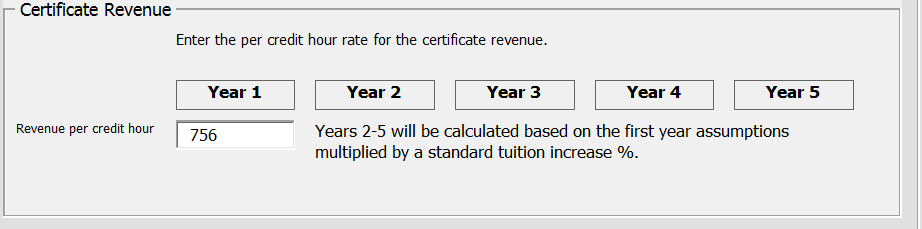 Certificate Revenue
Enter the per credit hour rate for the certificate revenue.
Year 1 Year 2 Year 3 Year 4 Year 5
Revenue per credit hour 756 Years 2-5 will be calculated based on the first year assumptions
multiplied by a standard tuition increase %.